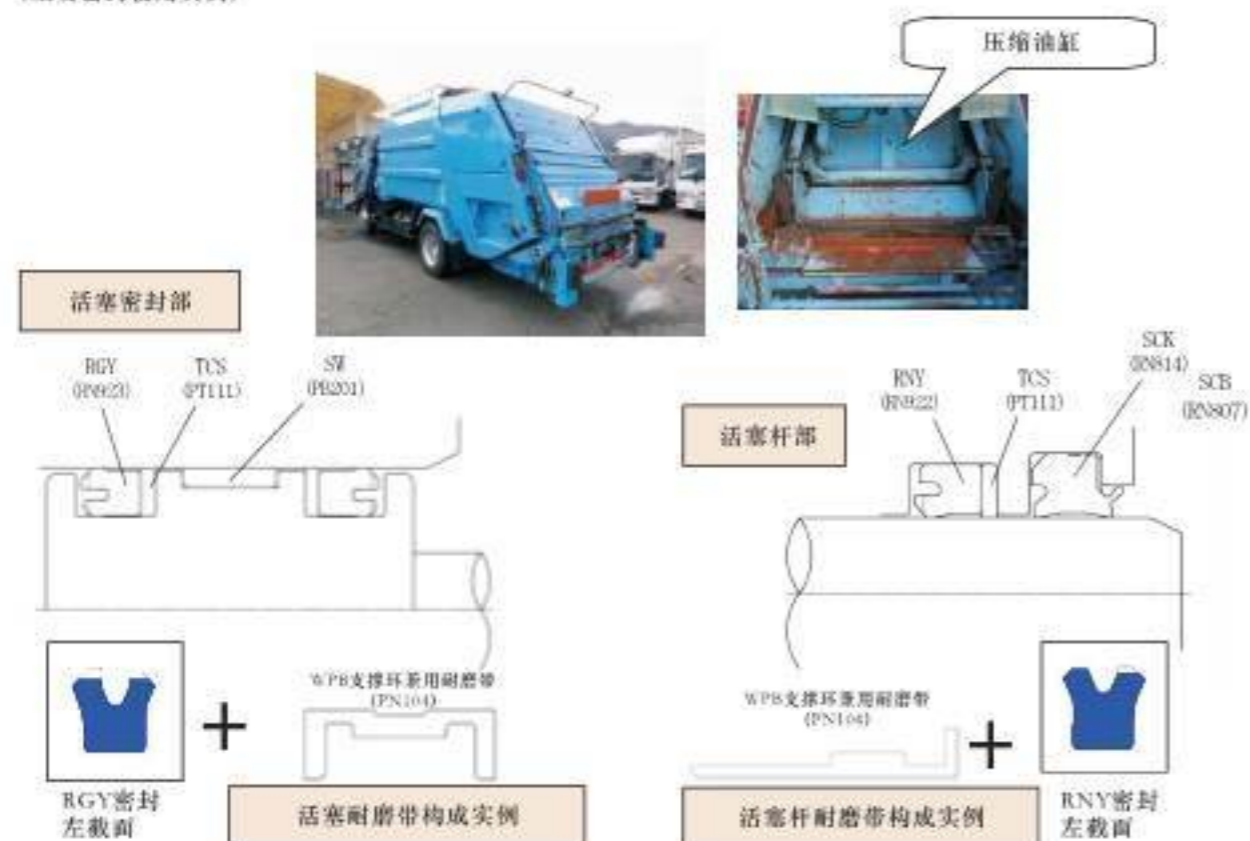 压缩油缸
活塞密封部
RGY
(RN923)
TCS
(PT111)
SW
(PB201)
活塞杆部
RNY
(RN922)
TCS
(PT111)
SCK
(RN814)
SCB
(RN807)
WPB支撑环兼用耐磨带
(PN104)
RGY密封
左截面
活塞耐磨带构成实例
WPB支撑环兼用耐磨带
(PN104)
活塞杆耐磨带构成实例
RNY密封
左截面